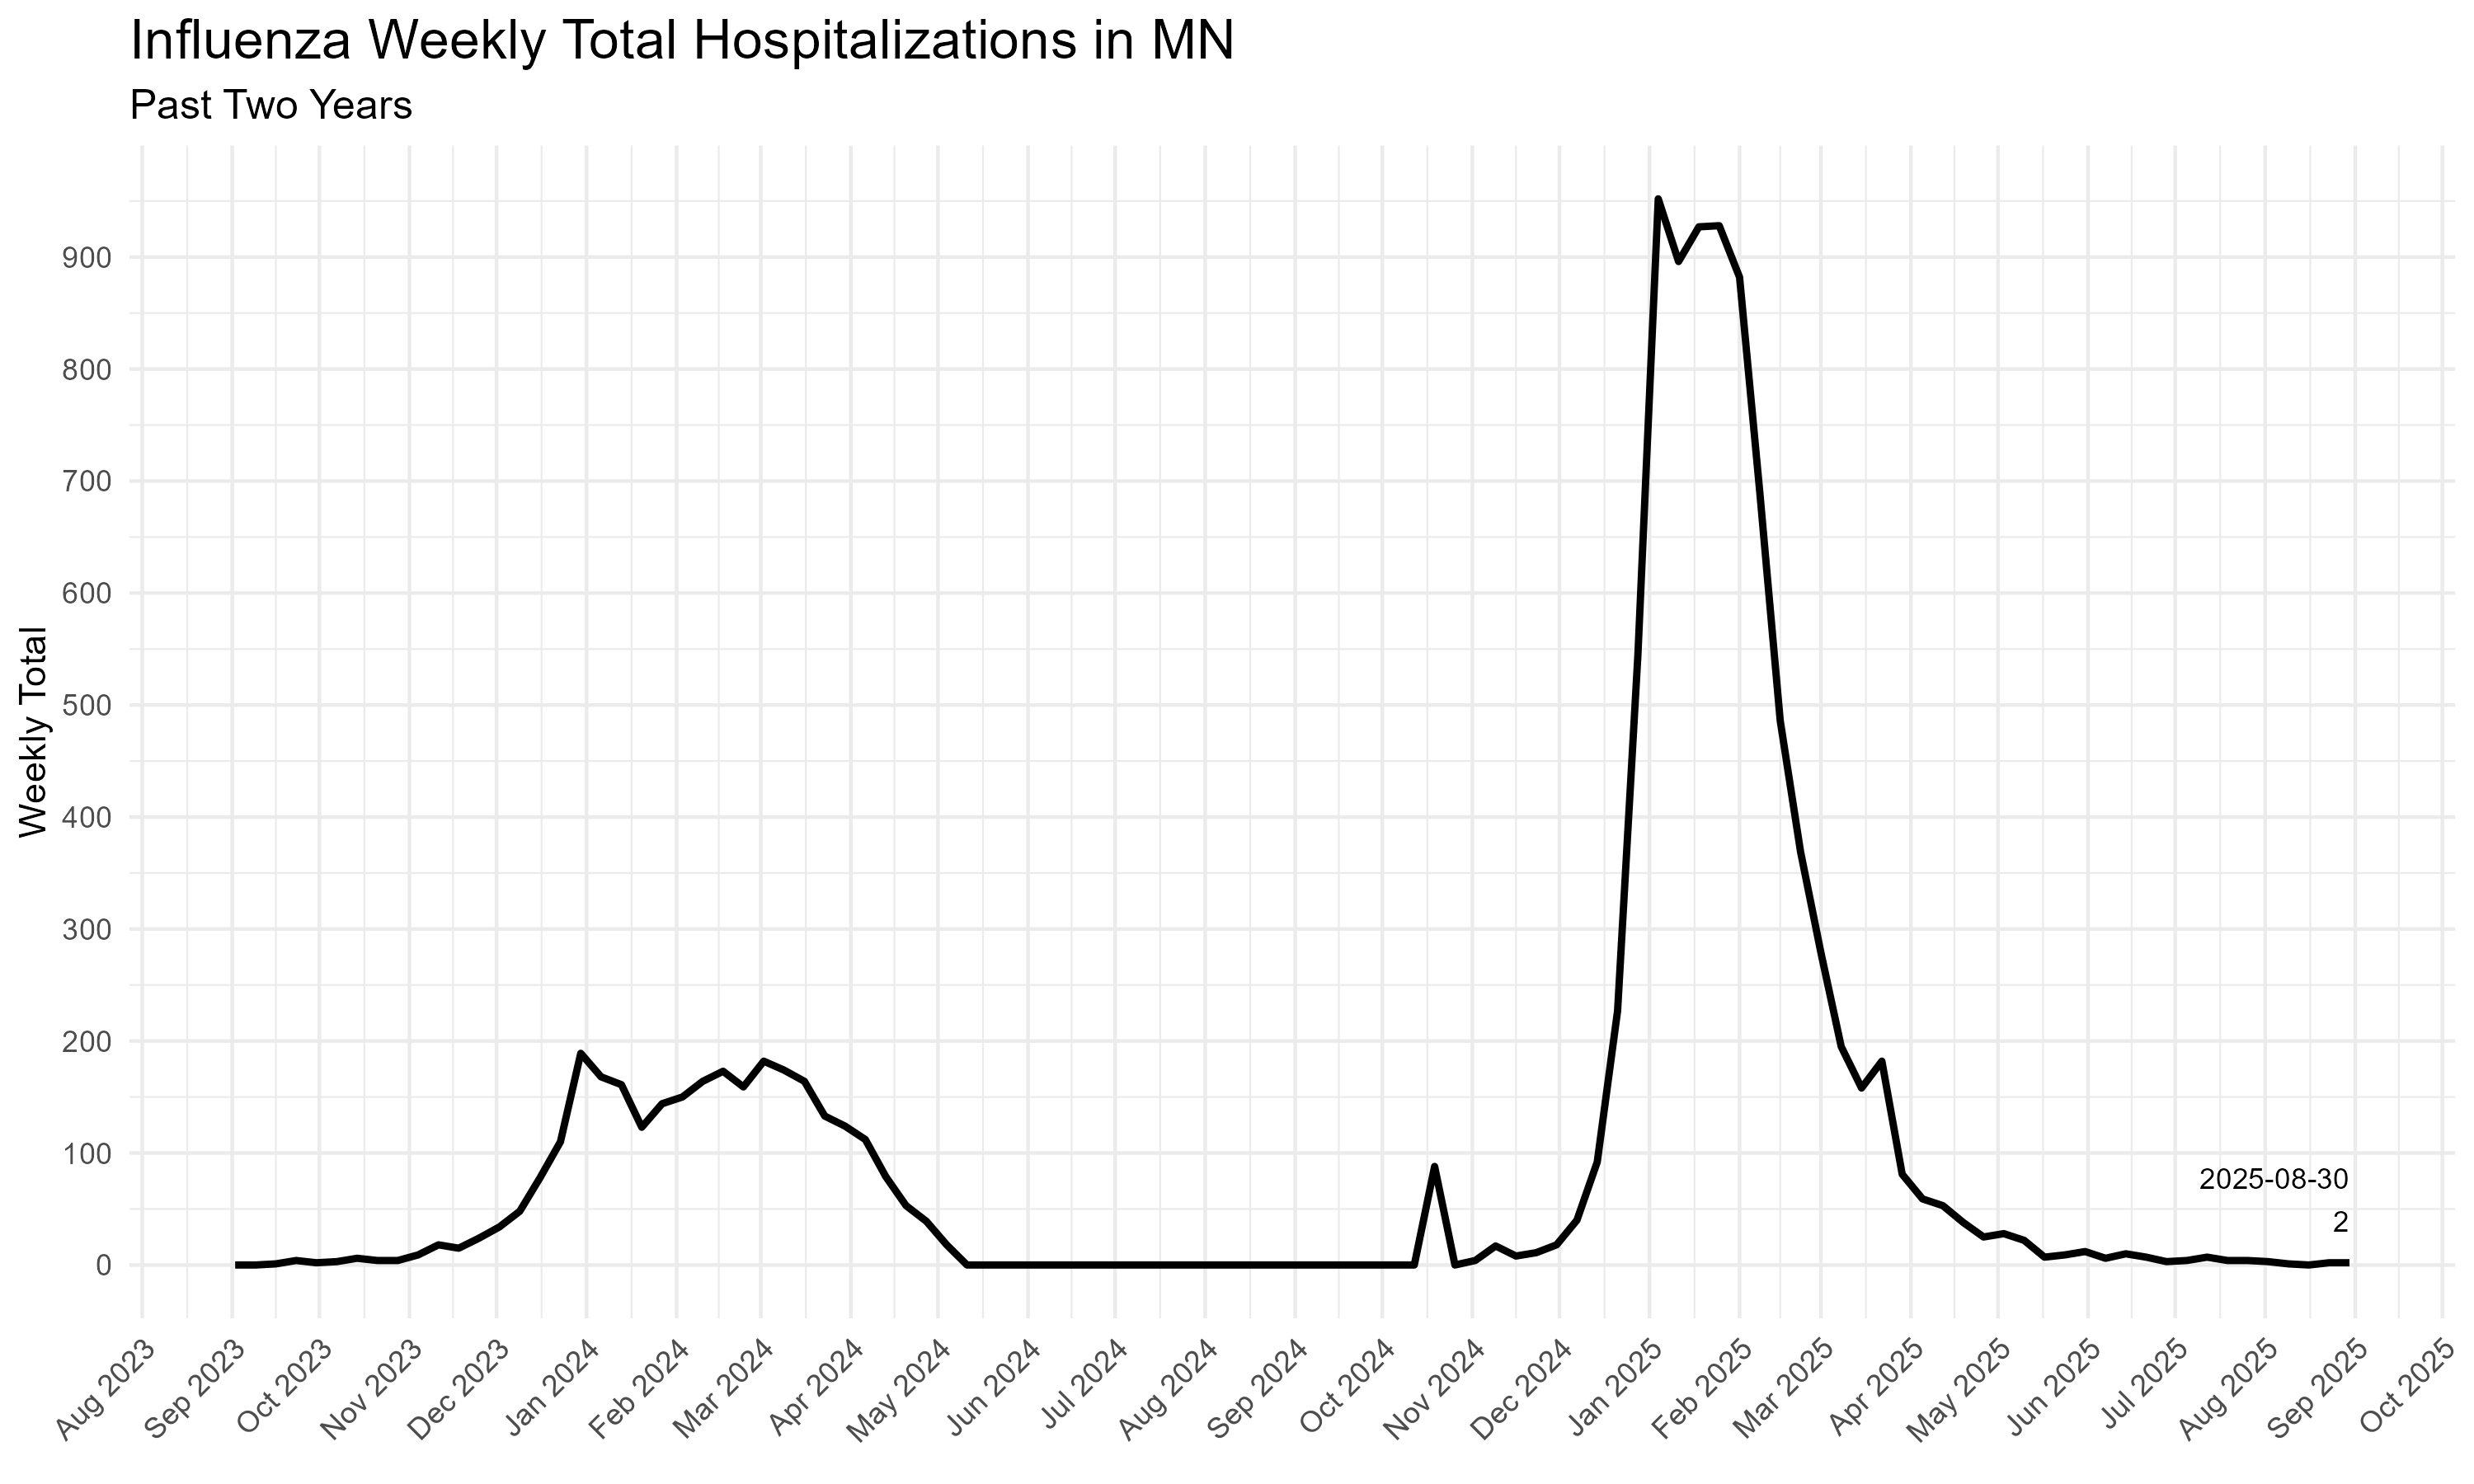 Influenza Weekly Total Hospitalizations in MN
Past Two Years
Weekly Total
900
800
700
600
500
400
300
200
100
0
2025-08-30
2
Aug 2023
Sep 2023
Oct 2023
Nov 2023
Dec 2023
Jan 2024
Feb 2024
Mar 2024
Apr 2024
May 2024
Jun 2024
Jul 2024
Aug 2024
Sep 2024
Oct 2024
Nov 2024
Dec 2024
Jan 2025
Feb 2025
Mar 2025
Apr 2025
May 2025
Jun 2025
Jul 2025
Aug 2025
Sep 2025
Oct 2025